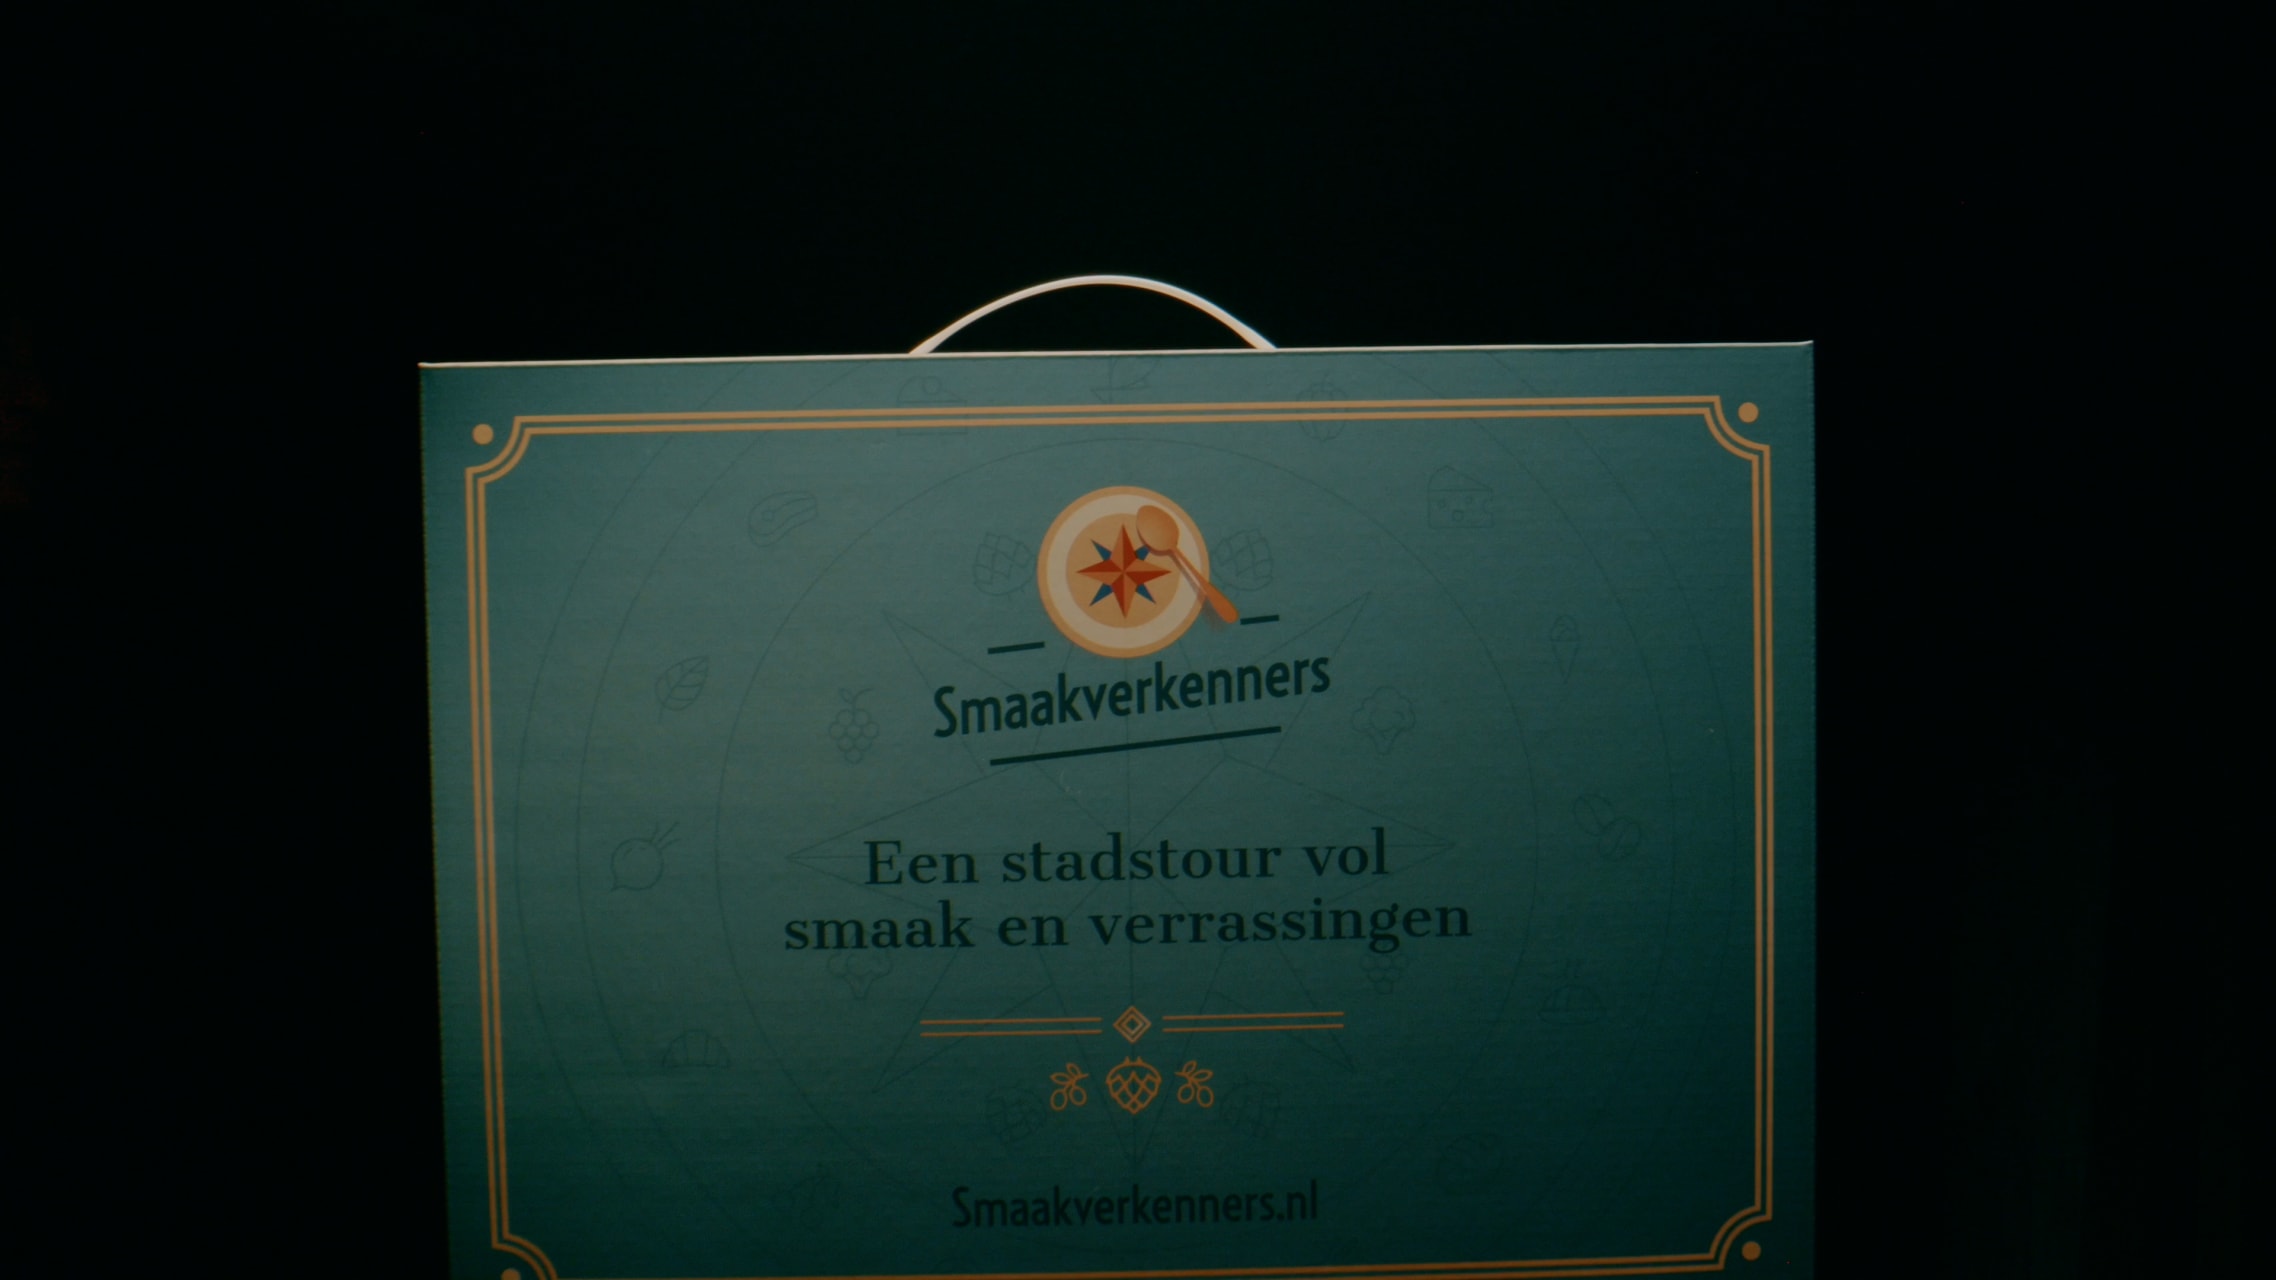 Smaakverkenners
Een stadstour vol
smaak en verrassingen
Smaakverkenners.nl